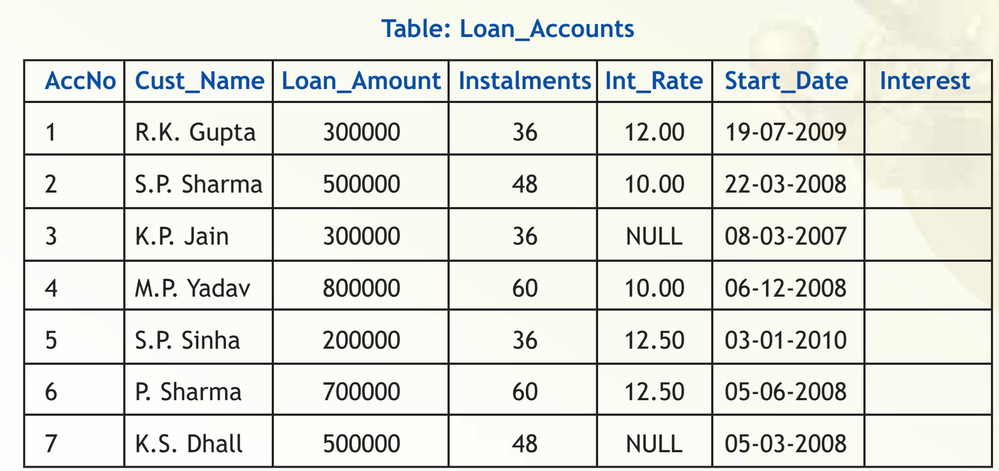 Table: Loan_Accounts
AccNo Cust_Name Loan_Amount Instalments Int_Rate Start_Date Interest
1 R.K. Gupta 300000 36 12.00 19-07-2009
2 S.P. Sharma 500000 48 10.00 22-03-2008
3 K.P. Jain 300000 36 NULL 08-03-2007
4 M.P. Yadav 800000 60 10.00 06-12-2008
5 S.P. Sinha 200000 36 12.50 03-01-2010
6 P. Sharma 700000 60 12.50 05-06-2008
7 K.S. Dhall 500000 48 NULL 05-03-2008